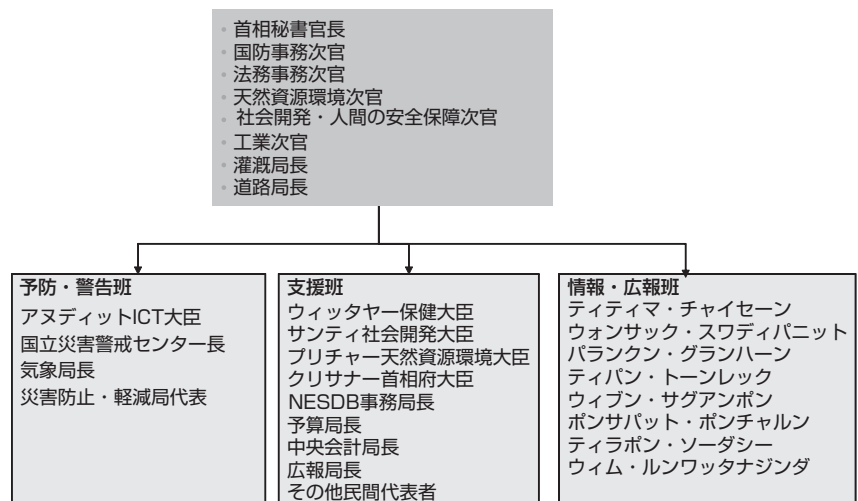 ・首相秘書官長
・国防事務次官
・法務事務次官
・天然資源環境次官
・社会開発・人間の安全保障次官
・工業次官
・灌漑局長
・道路局長
予防・警告班
アヌディットICT大臣
国立災害警戒センター長
気象局長
災害防止・軽減局代表
支援班
ウィッタヤー保健大臣
サンティ社会開発大臣
プリチャー天然資源環境大臣
クリサナー首相府大臣
NESDB事務局長
予算局長
中央会計局長
広報局長
その他民間代表者
情報・広報班
ティティマ・チャイセーン
ウォンサック・スワディパニット
パランクン・グランハーン
ティパン・トーンレック
ウィブン・サグアンポン
ポンサパット・ポンチャルン
ティラポン・ソーダシー
ウィム・ルンワッタナジンダ